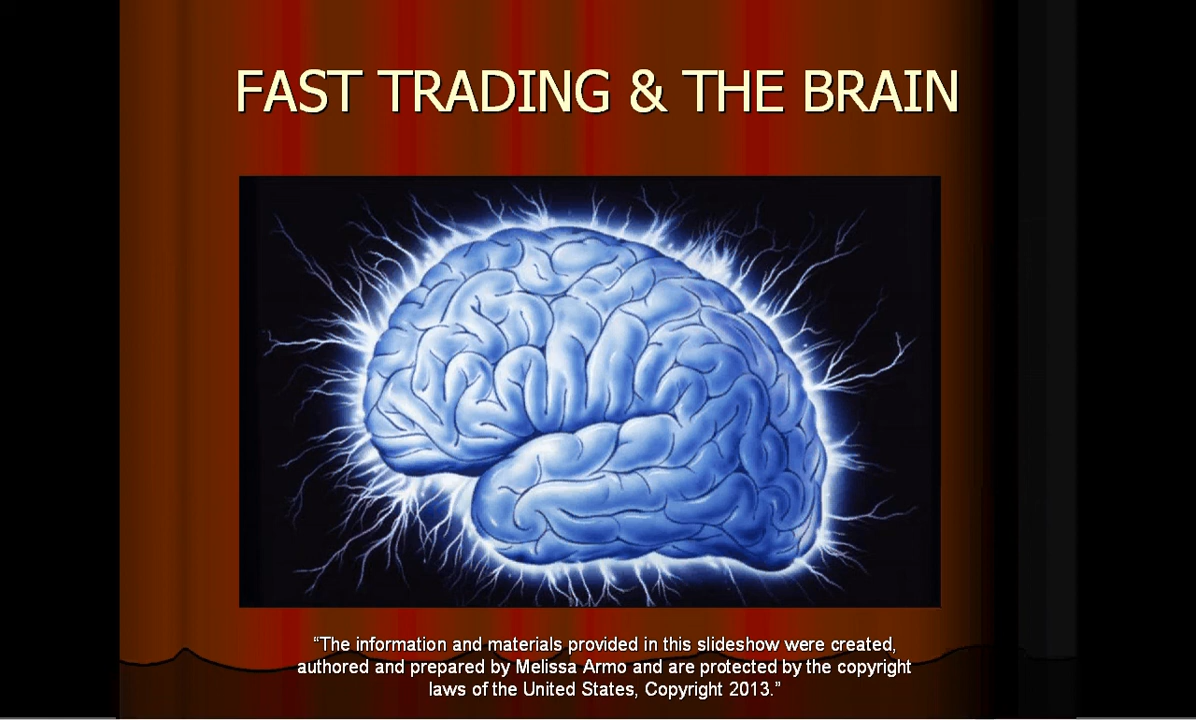 FAST TRADING & THE BRAIN
“The information and materials provided in this slideshow were created,
authored and prepared by Melissa Armo and are protected by the copyright
laws of the United States, Copyright 2013.”